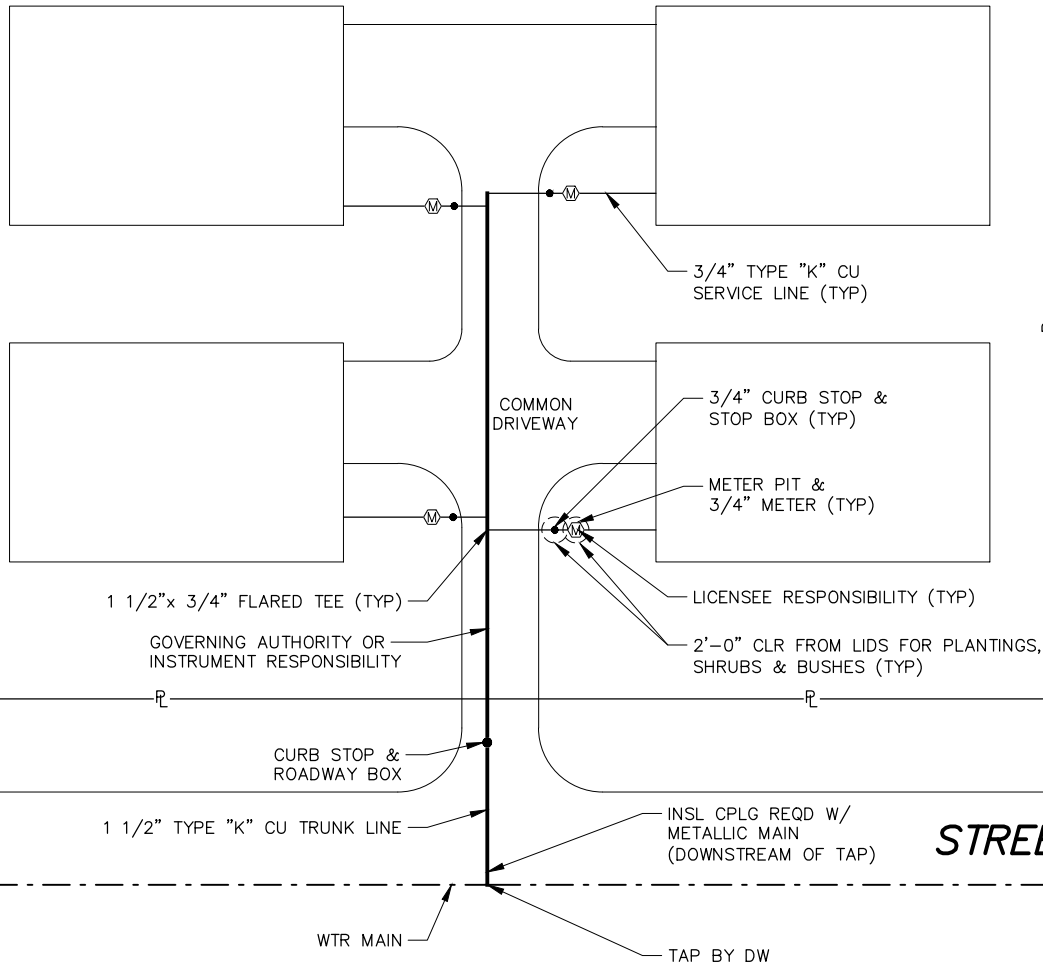 M
M
3/4" TYPE "K" CU
SERVICE LINE (TYP)
COMMON
DRIVEWAY
3/4" CURB STOP &
STOP BOX (TYP)
METER PIT &
3/4" METER (TYP)
M
M
1 1/2"x 3/4" FLARED TEE (TYP)
LICENSEE RESPONSIBILITY (TYP)
GOVERNING AUTHORITY OR
INSTRUMENT RESPONSIBILITY
2'-0" CLR FROM LIDS FOR PLANTINGS,
SHRUBS & BUSHES (TYP)
PL
PL
CURB STOP &
ROADWAY BOX
1 1/2" TYPE "K" CU TRUNK LINE
INSL CPLG REQD W/
METALLIC MAIN
(DOWNSTREAM OF TAP)
WTR MAIN
TAP BY DW